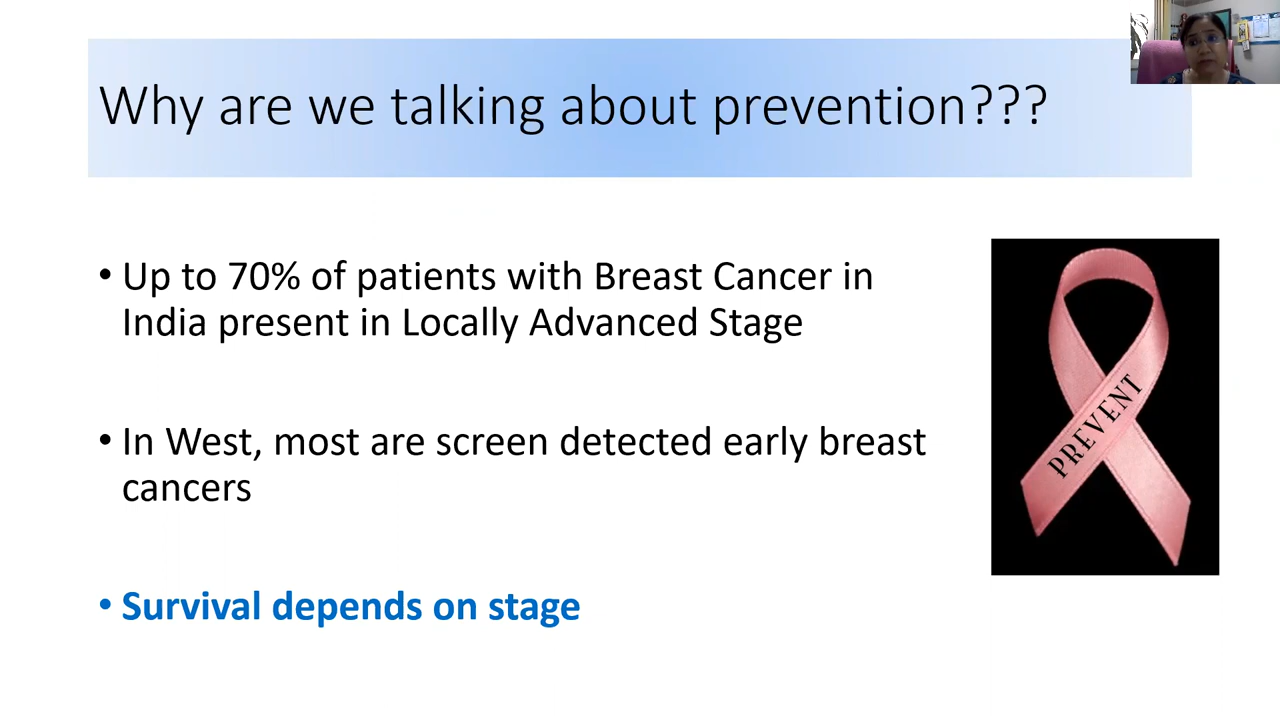 Why are we talking about prevention???
• Up to 70% of patients with Breast Cancer in
India present in Locally Advanced Stage
• In West, most are screen detected early breast
cancers
• Survival depends on stage
PREVENT